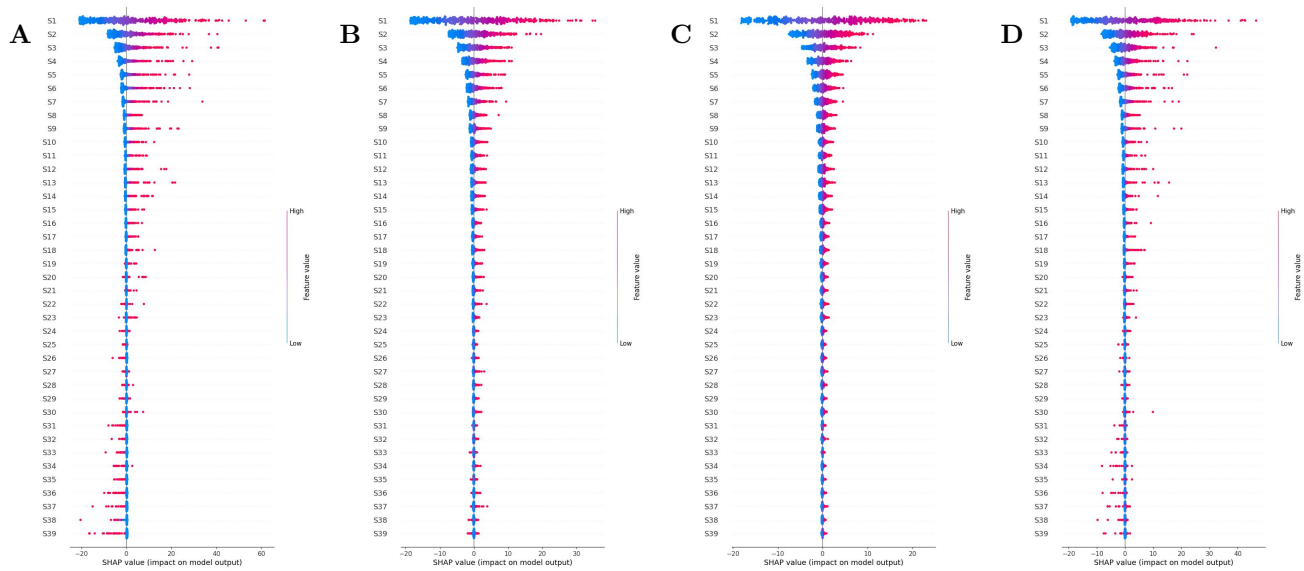 A
S1
S2
S3
S4
S5
S6
S7
S8
S9
S10
S11
S12
S13
S14
S15
S16
S17
S18
S19
S20
S21
S22
S23
S24
S25
S26
S27
S28
S29
S30
S31
S32
S33
S34
S35
S36
S37
S38
S39
−20 0 20 40 60
SHAP value (impact on model output)
High
Feature value
Low
B
S1
S2
S3
S4
S5
S6
S7
S8
S9
S10
S11
S12
S13
S14
S15
S16
S17
S18
S19
S20
S21
S22
S23
S24
S25
S26
S27
S28
S29
S30
S31
S32
S33
S34
S35
S36
S37
S38
S39
−20 −10 0 10 20 30
SHAP value (impact on model output)
High
Feature value
Low
C
S1
S2
S3
S4
S5
S6
S7
S8
S9
S10
S11
S12
S13
S14
S15
S16
S17
S18
S19
S20
S21
S22
S23
S24
S25
S26
S27
S28
S29
S30
S31
S32
S33
S34
S35
S36
S37
S38
S39
−20 −10 0 10 20
SHAP value (impact on model output)
High
Feature value
Low
D
S1
S2
S3
S4
S5
S6
S7
S8
S9
S10
S11
S12
S13
S14
S15
S16
S17
S18
S19
S20
S21
S22
S23
S24
S25
S26
S27
S28
S29
S30
S31
S32
S33
S34
S35
S36
S37
S38
S39
−20 −10 0 10 20 30 40
SHAP value (impact on model output)
High
Feature value
Low